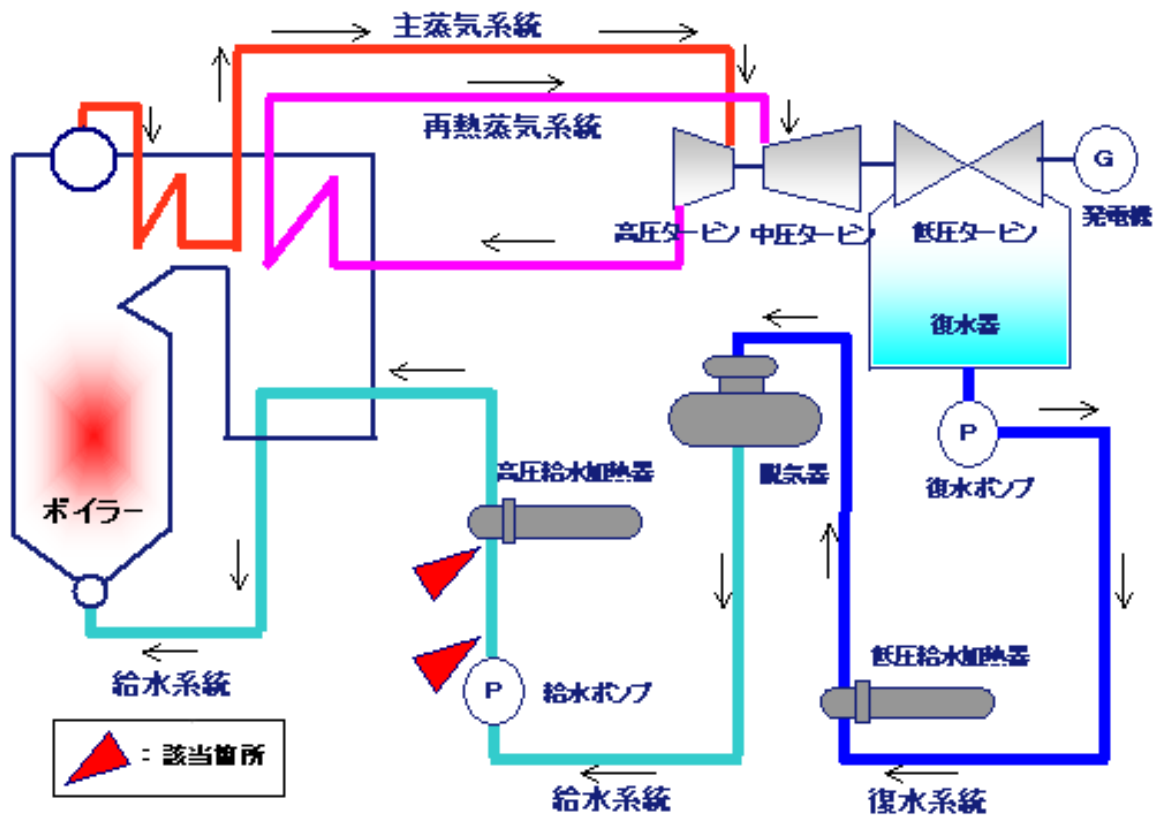 主蒸気系統
再熱蒸気系統
G
発電機
高圧タービン
中圧タービン
低圧タービン
復水器
P
復水ポンプ
脱気器
高圧給水加熱器
ボイラー
低圧給水加熱器
P
給水ポンプ
給水系統
：該当箇所
給水系統
復水系統